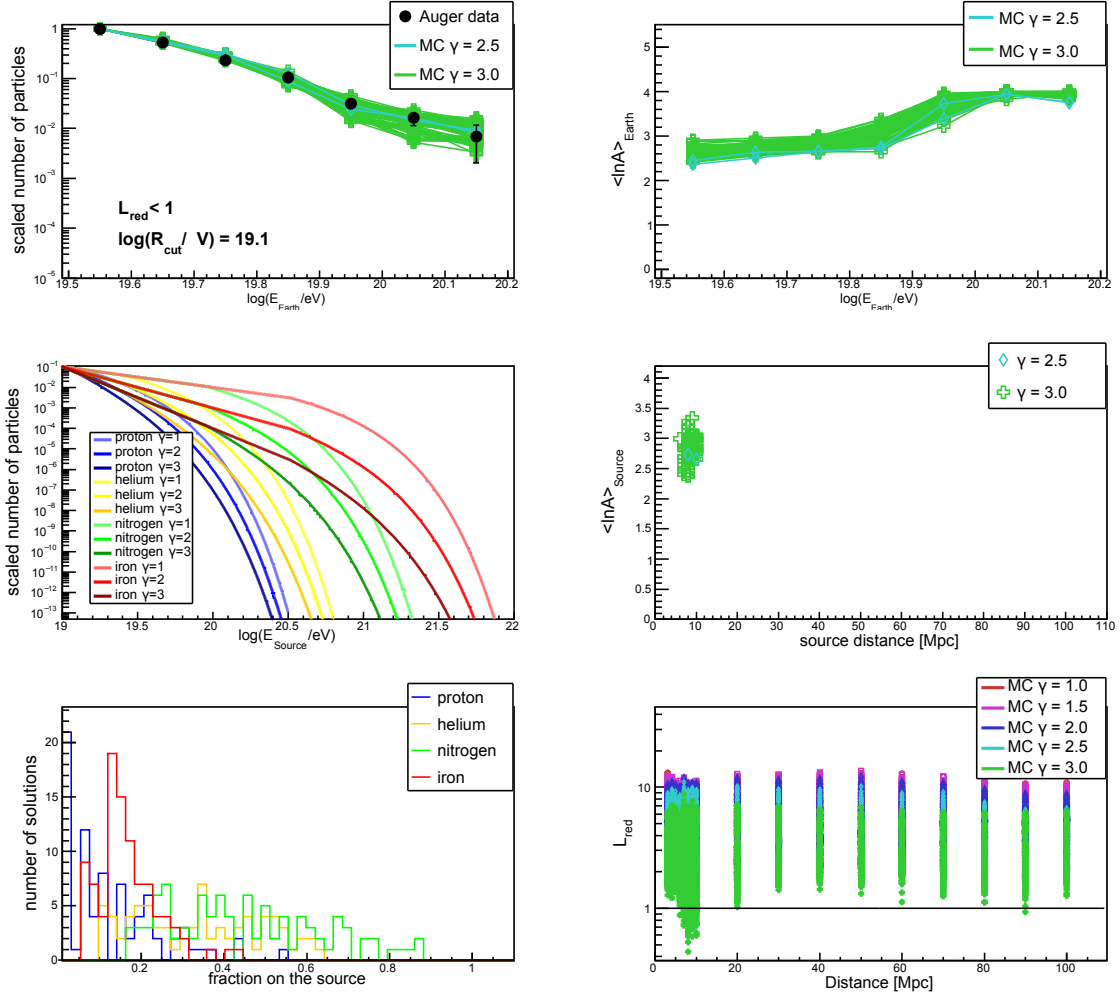 Auger data
MC γ = 2.5
MC γ = 3.0
scaled number of particles
1
10⁻¹
10⁻²
10⁻³
10⁻⁴
10⁻⁵
L_red < 1
log(R_cut / V) = 19.1
19.5 19.6 19.7 19.8 19.9 20 20.1 20.2
log(E_Earth/eV)
MC γ = 2.5
MC γ = 3.0
<lnA>_Earth
5
4
3
2
1
0
19.5 19.6 19.7 19.8 19.9 20 20.1 20.2
log(E_Earth/eV)
scaled number of particles
10⁻¹
10⁻²
10⁻³
10⁻⁴
10⁻⁵
10⁻⁶
10⁻⁷
10⁻⁸
10⁻⁹
10⁻¹⁰
10⁻¹¹
10⁻¹²
10⁻¹³
proton γ=1
proton γ=2
proton γ=3
helium γ=1
helium γ=2
helium γ=3
nitrogen γ=1
nitrogen γ=2
nitrogen γ=3
iron γ=1
iron γ=2
iron γ=3
19 19.5 20 20.5 21 21.5 22
log(E_Source/eV)
γ = 2.5
γ = 3.0
<lnA>_Source
4
3.5
3
2.5
2
1.5
1
0.5
0
0 10 20 30 40 50 60 70 80 90 100 110
source distance [Mpc]
proton
helium
nitrogen
iron
number of solutions
20
15
10
5
0
0.2 0.4 0.6 0.8 1
fraction on the source
MC γ = 1.0
MC γ = 1.5
MC γ = 2.0
MC γ = 2.5
MC γ = 3.0
L_red
10
1
0 20 40 60 80 100
Distance [Mpc]